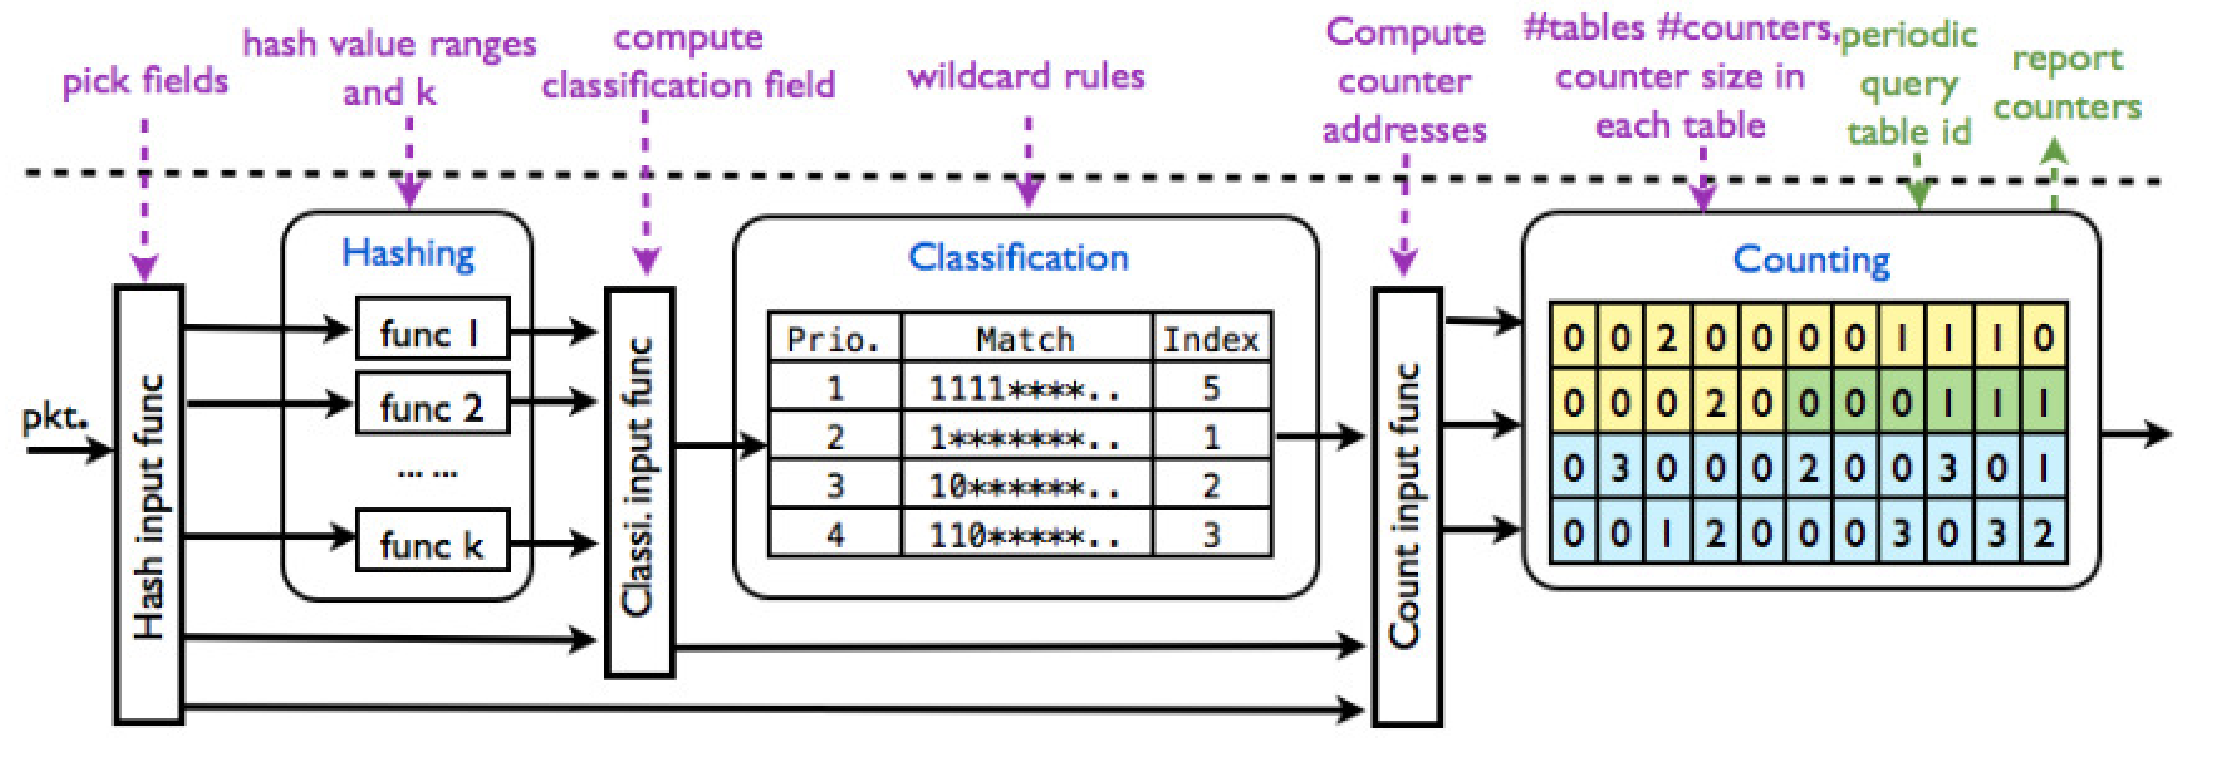 pick fields
hash value ranges
and k
compute
classification field
wildcard rules
Compute
counter
addresses
#tables #counters,
counter size in
each table
periodic
query
table id
report
counters
pkt.
Hash input func
Hashing
func 1
func 2
... ...
func k
Classi. input func
Classification
Prio. Match Index
1 1111****.. 5
2 1*******.. 1
3 10******.. 2
4 110*****.. 3
Count input func
Counting
0 0 2 0 0 0 0 1 1 1 0
0 0 0 2 0 0 0 0 1 1 1
0 3 0 0 0 2 0 0 3 0 1
0 0 1 2 0 0 0 3 0 3 2